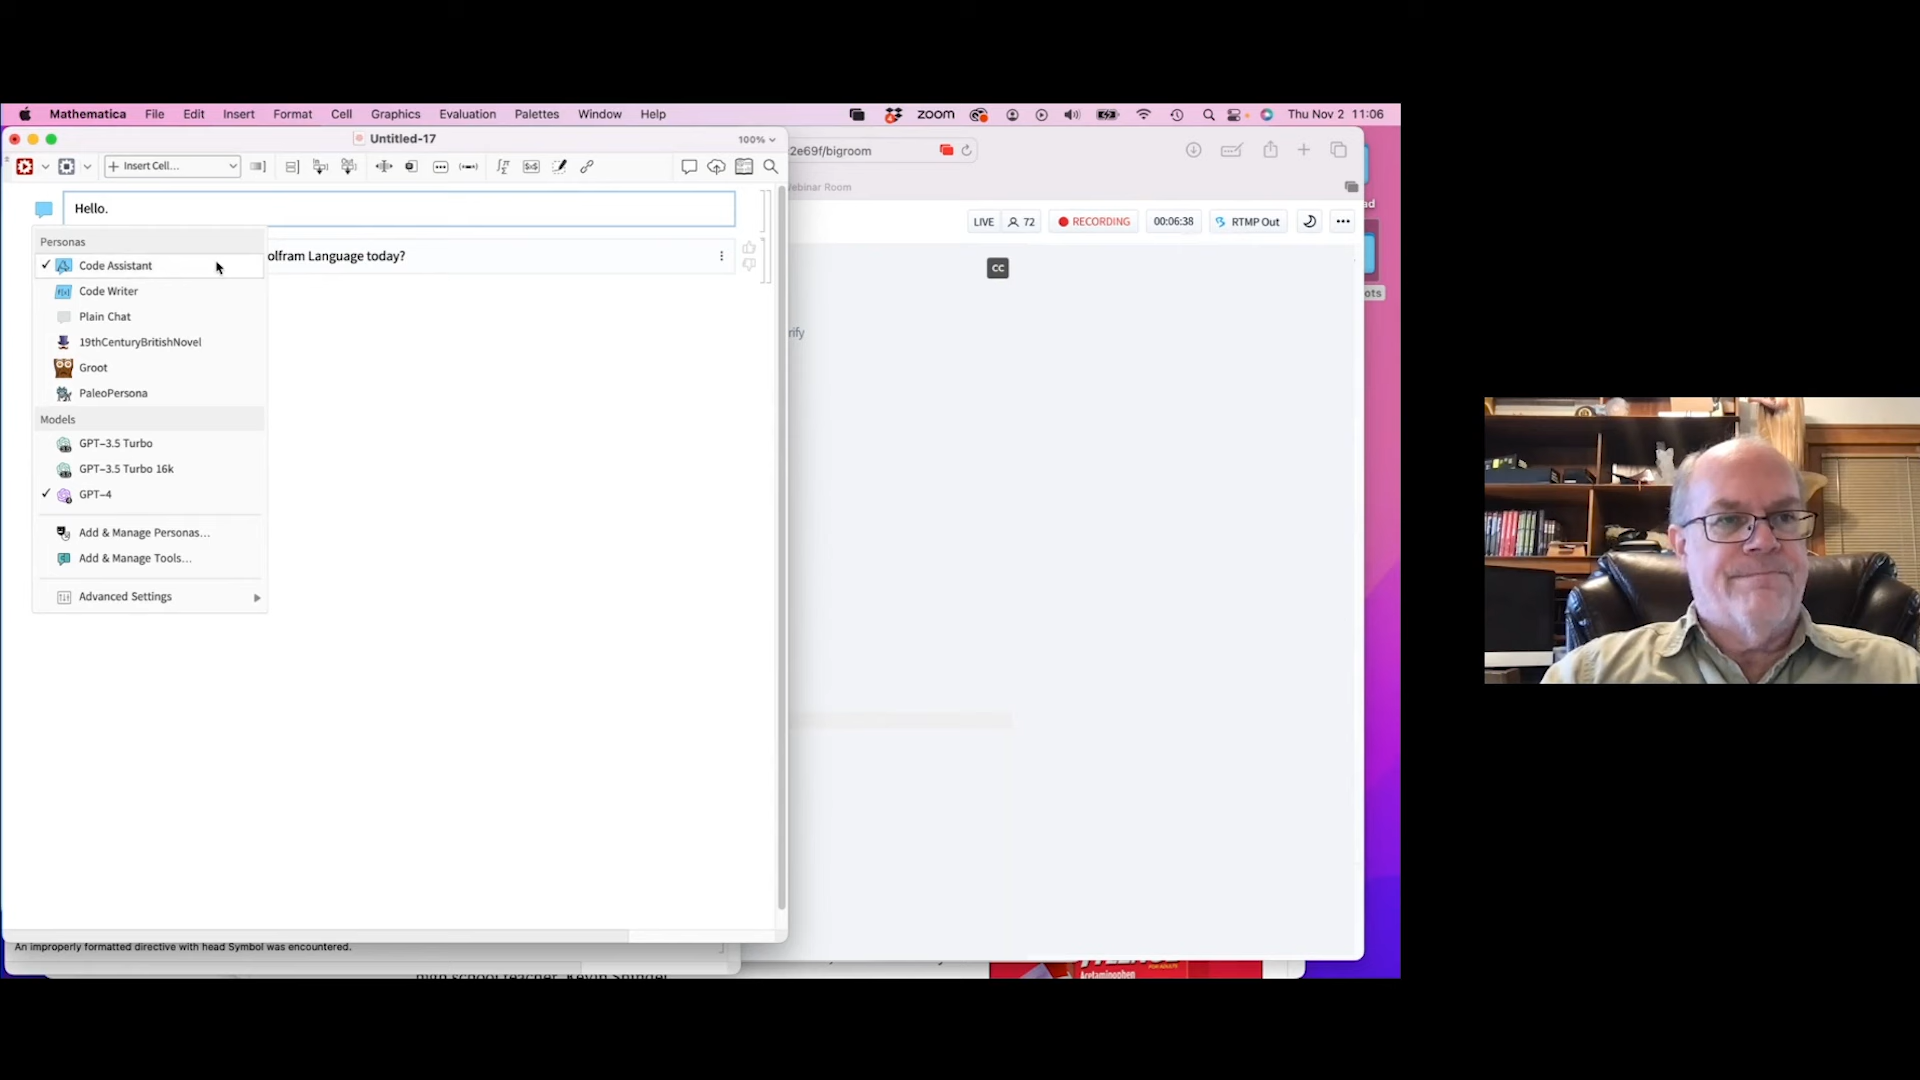 Mathematica File Edit Insert Format Cell Graphics Evaluation Palettes Window Help zoom Thu Nov 2 11:06
Untitled-17 100%
2e69f/bigroom
Insert Cell...
ebinar Room
Hello.
LIVE 72 RECORDING 00:06:38 RTMP Out
Personas
olfram Language today?
Code Assistant
CC
Code Writer
Plain Chat
rify
19thCenturyBritishNovel
Groot
PaleoPersona
Models
GPT-3.5 Turbo
GPT-3.5 Turbo 16k
GPT-4
Add & Manage Personas...
Add & Manage Tools...
Advanced Settings
ad
ots
An improperly formatted directive with head Symbol was encountered.
Acetaminophen